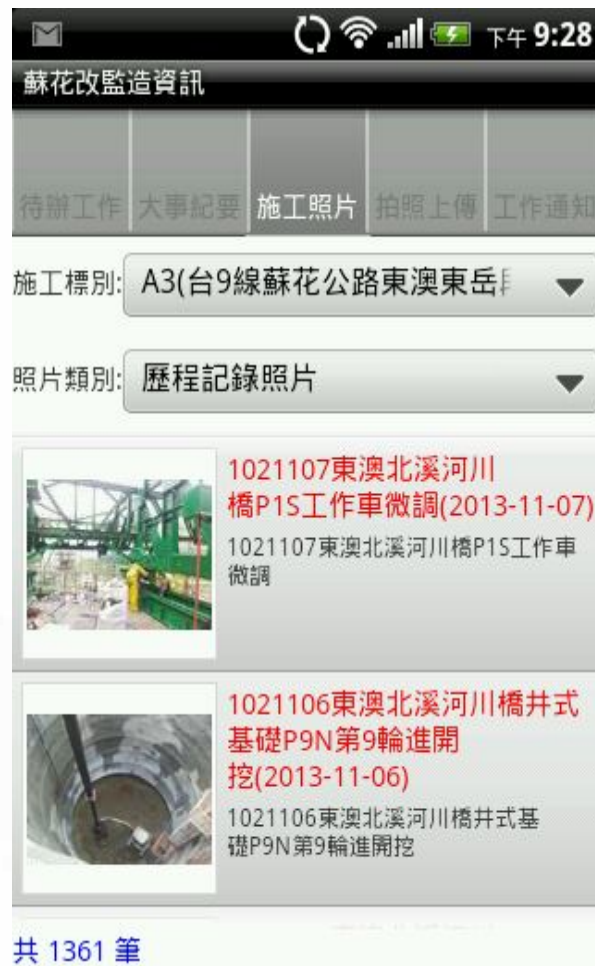 下午 9:28
蘇花改監造資訊
待辦工作 大事紀要 施工照片 拍照上傳 工作通知
施工標別: A3(台9線蘇花公路東澳東岳
照片類別: 歷程記錄照片
1021107東澳北溪河川
橋P1S工作車微調(2013-11-07)
1021107東澳北溪河川橋P1S工作車
微調
1021106東澳北溪河川橋井式
基礎P9N第9輪進開
挖(2013-11-06)
1021106東澳北溪河川橋井式基
礎P9N第9輪進開挖
共 1361 筆